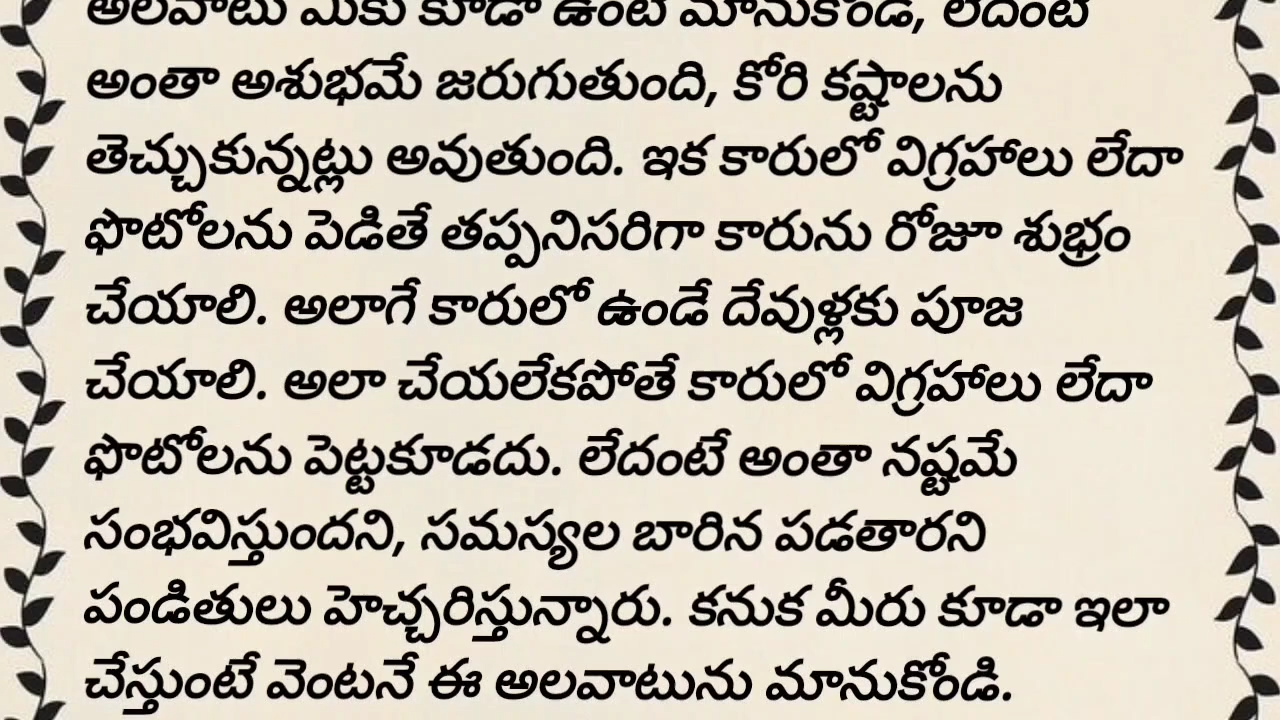 అలవాటు మీకు కూడా ఉంటే మానుకోండి, లేదంటే
అంతా అశుభమే జరుగుతుంది, కోరి కష్టాలను
తెచ్చుకున్నట్లు అవుతుంది. ఇక కారులో విగ్రహాలు లేదా
ఫొటోలను పెడితే తప్పనిసరిగా కారును రోజూ శుభ్రం
చేయాలి. అలాగే కారులో ఉండే దేవుళ్లకు పూజ
చేయాలి. అలా చేయలేకపోతే కారులో విగ్రహాలు లేదా
ఫొటోలను పెట్టకూడదు. లేదంటే అంతా నష్టమే
సంభవిస్తుందని, సమస్యల బారిన పడతారని
పండితులు హెచ్చరిస్తున్నారు. కనుక మీరు కూడా ఇలా
చేస్తుంటే వెంటనే ఈ అలవాటును మానుకోండి.